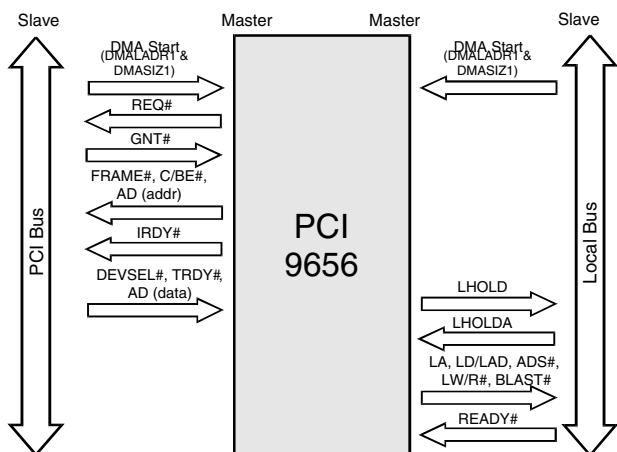 Slave
Master
Master
Slave
DMA Start
(DMALADR1 &
DMASIZ1)
REQ#
GNT#
FRAME#, C/BE#,
AD (addr)
IRDY#
DEVSEL#, TRDY#,
AD (data)
PCI Bus
PCI
9656
DMA Start
(DMALADR1 &
DMASIZ1)
LHOLD
LHOLDA
LA, LD/LAD, ADS#,
LW/R#, BLAST#
READY#
Local Bus